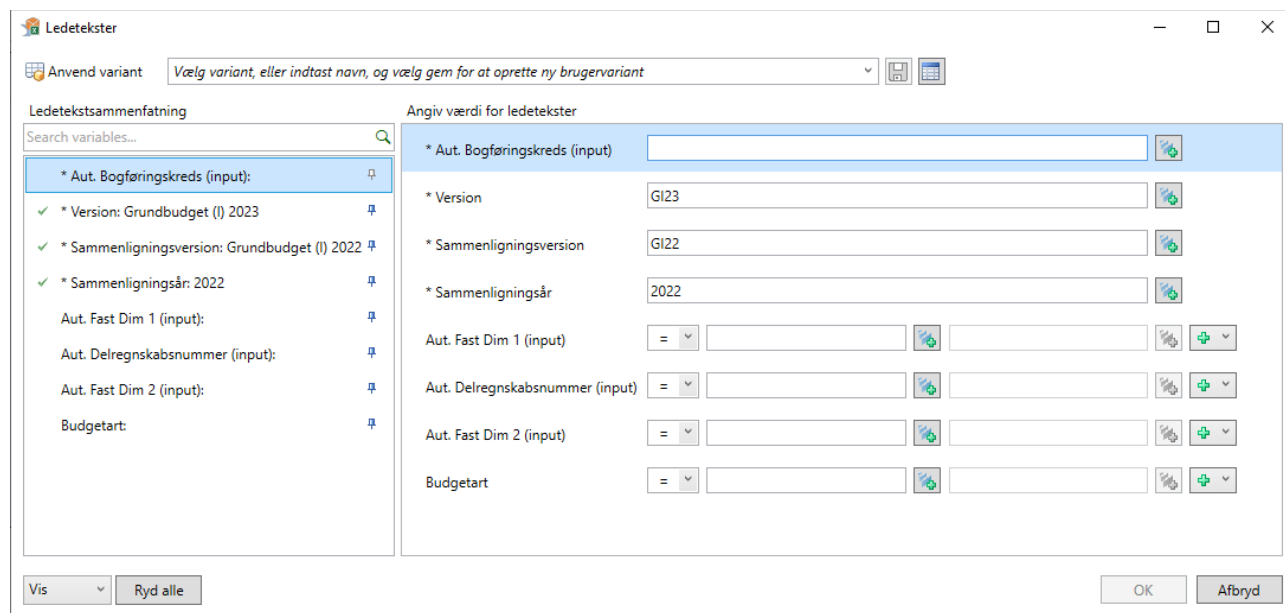 Ledetekster
Anvend variant
Vælg variant, eller indtast navn, og vælg gem for at oprette ny brugervariant
Ledetekstsammenfatning
Search variables...
* Aut. Bogføringskreds (input):
* Version: Grundbudget (I) 2023
* Sammenligningsversion: Grundbudget (I) 2022
* Sammenligningsår: 2022
Aut. Fast Dim 1 (input):
Aut. Delregnskabsnummer (input):
Aut. Fast Dim 2 (input):
Budgetart:
Angiv værdi for ledetekster
* Aut. Bogføringskreds (input)
* Version GI23
* Sammenligningsversion GI22
* Sammenligningsår 2022
Aut. Fast Dim 1 (input) =
Aut. Delregnskabsnummer (input) =
Aut. Fast Dim 2 (input) =
Budgetart =
Vis Ryd alle OK Afbryd